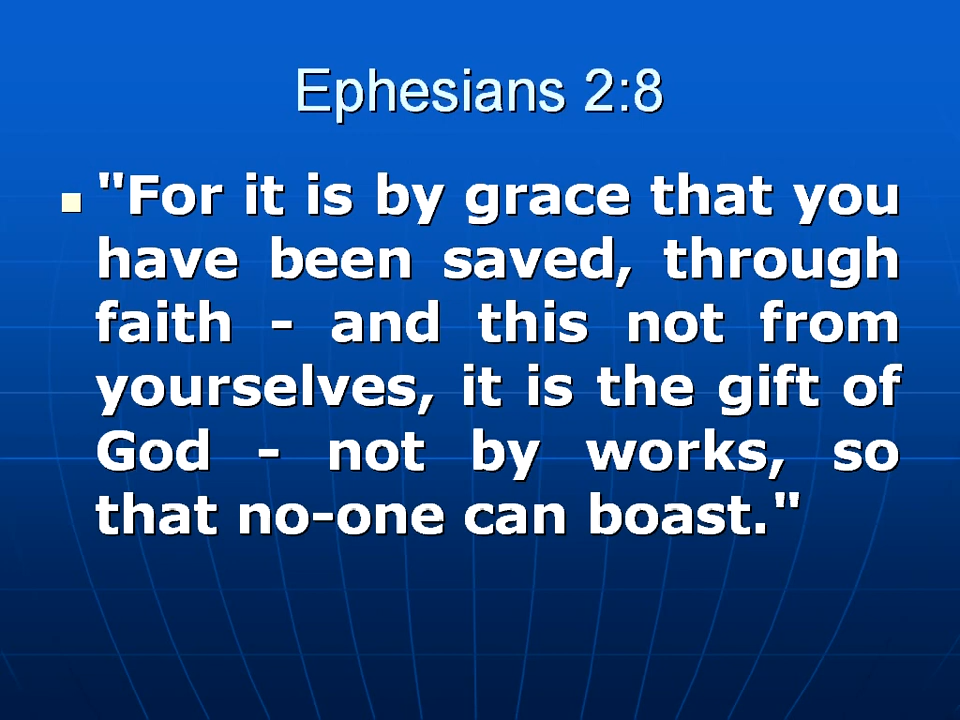 Ephesians 2:8
"For it is by grace that you
have been saved, through
faith - and this not from
yourselves, it is the gift of
God - not by works, so
that no-one can boast."